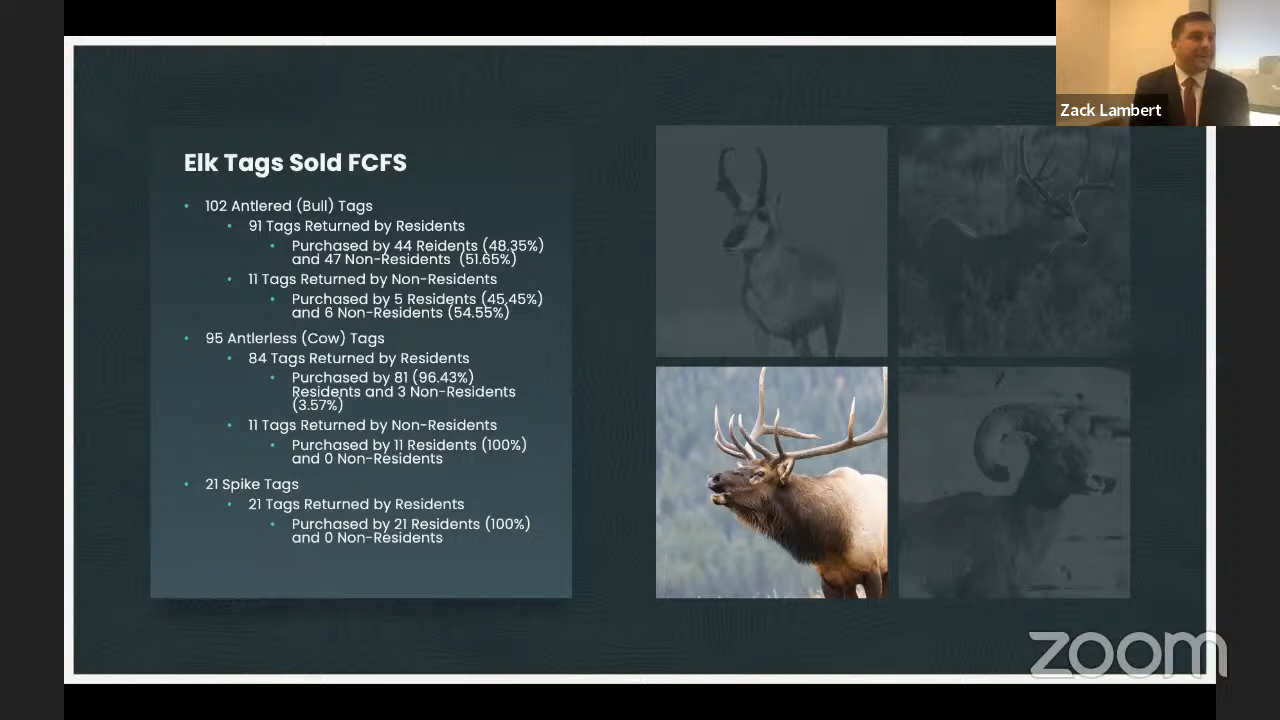 Zack Lambert
Elk Tags Sold FCFS
• 102 Antlered (Bull) Tags
• 91 Tags Returned by Residents
• Purchased by 44 Reidents (48.35%)
and 47 Non-Residents (51.65%)
• 11 Tags Returned by Non-Residents
• Purchased by 5 Residents (45.45%)
and 6 Non-Residents (54.55%)
• 95 Antlerless (Cow) Tags
• 84 Tags Returned by Residents
• Purchased by 81 (96.43%)
Residents and 3 Non-Residents
(3.57%)
• 11 Tags Returned by Non-Residents
• Purchased by 11 Residents (100%)
and 0 Non-Residents
• 21 Spike Tags
• 21 Tags Returned by Residents
• Purchased by 21 Residents (100%)
and 0 Non-Residents
zoom